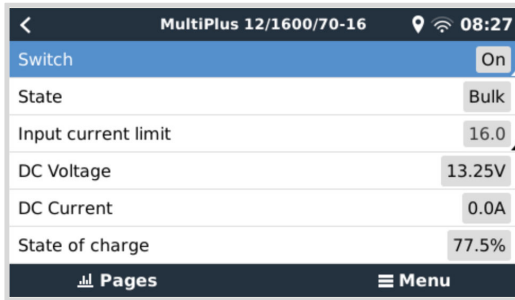 MultiPlus 12/1600/70-16 08:27
Switch On
State Bulk
Input current limit 16.0
DC Voltage 13.25V
DC Current 0.0A
State of charge 77.5%
Pages Menu